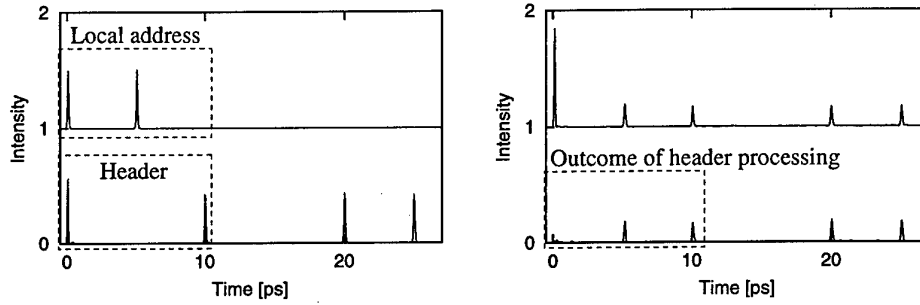 2
Local address
Intensity
1
Header
0
0
10
20
Time [ps]
2
Intensity
1
Outcome of header processing
0
0
10
20
Time [ps]